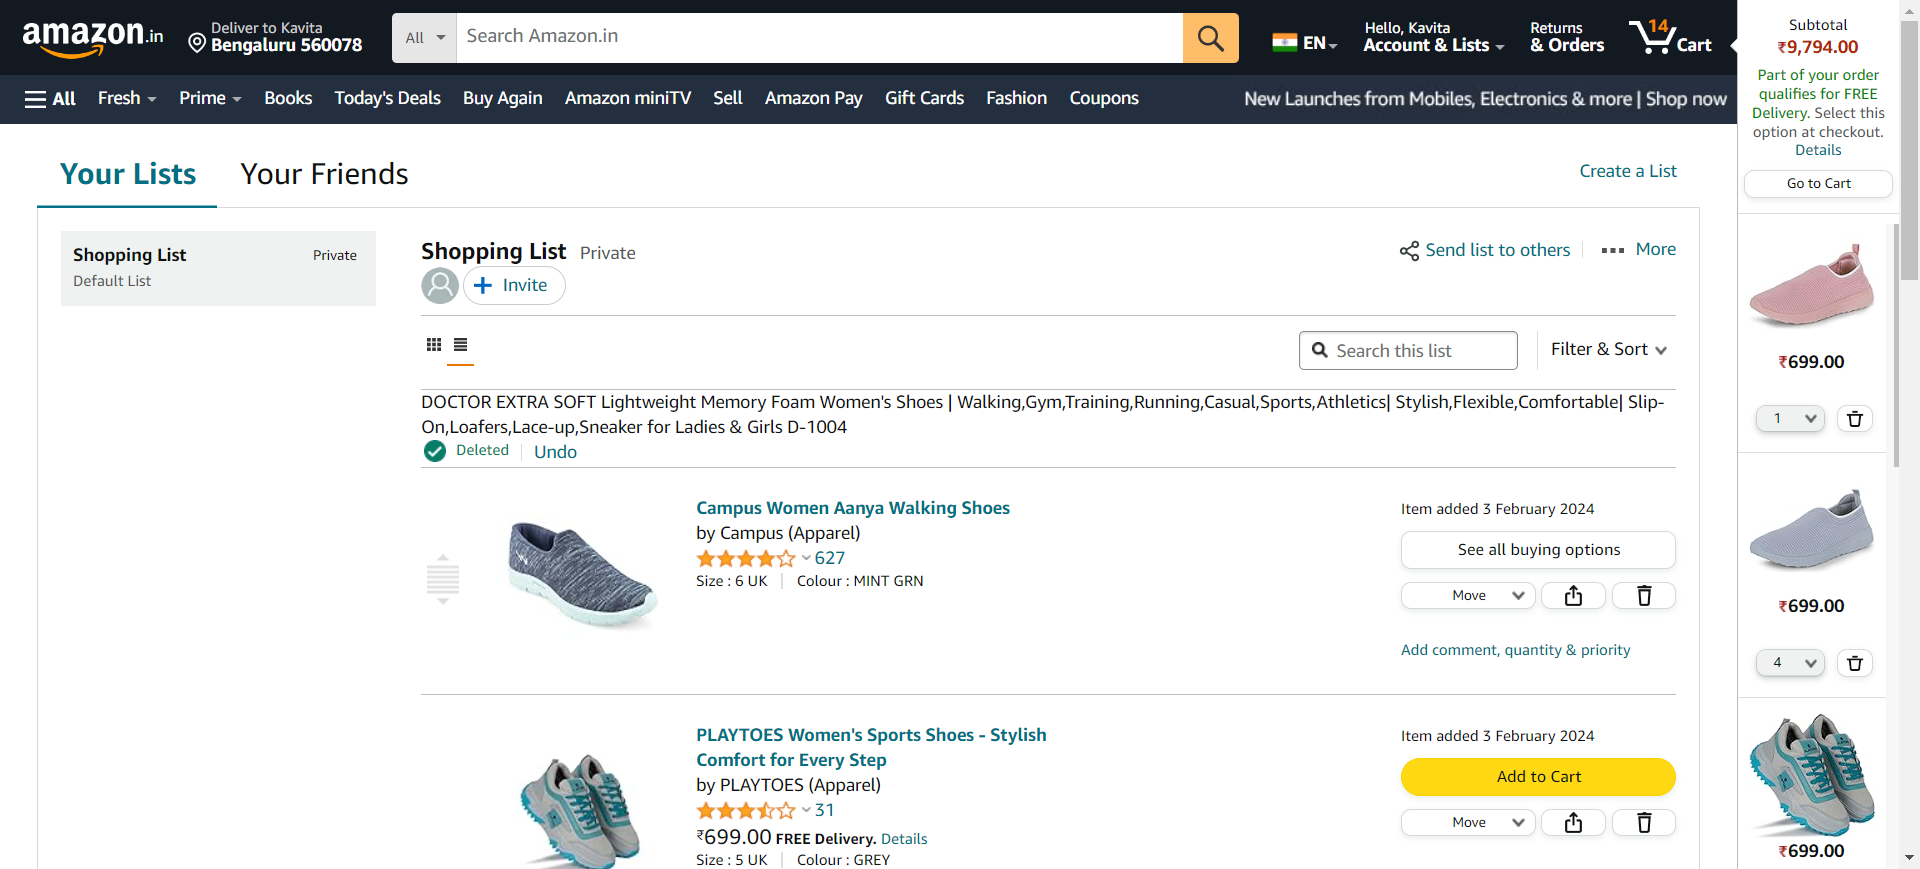 amazon.in
Deliver to Kavita
Bengaluru 560078
All
Search Amazon.in
EN
Hello, Kavita
Account & Lists
Returns
& Orders
14
Cart
All
Fresh
Prime
Books
Today's Deals
Buy Again
Amazon miniTV
Sell
Amazon Pay
Gift Cards
Fashion
Coupons
New Launches from Mobiles, Electronics & more | Shop now
Subtotal
₹9,794.00
Part of your order
qualifies for FREE
Delivery. Select this
option at checkout.
Details
Go to Cart
Your Lists
Your Friends
Create a List
Shopping List
Private
Default List
Shopping List Private
Send list to others
More
Invite
Search this list
Filter & Sort
DOCTOR EXTRA SOFT Lightweight Memory Foam Women's Shoes | Walking,Gym,Training,Running,Casual,Sports,Athletics| Stylish,Flexible,Comfortable| Slip-
On,Loafers,Lace-up,Sneaker for Ladies & Girls D-1004
Deleted
Undo
Campus Women Aanya Walking Shoes
by Campus (Apparel)
627
Size : 6 UK
Colour : MINT GRN
Item added 3 February 2024
See all buying options
Move
Add comment, quantity & priority
PLAYTOES Women's Sports Shoes - Stylish
Comfort for Every Step
by PLAYTOES (Apparel)
31
₹699.00 FREE Delivery. Details
Size : 5 UK
Colour : GREY
Item added 3 February 2024
Add to Cart
Move
₹699.00
1
₹699.00
4
₹699.00